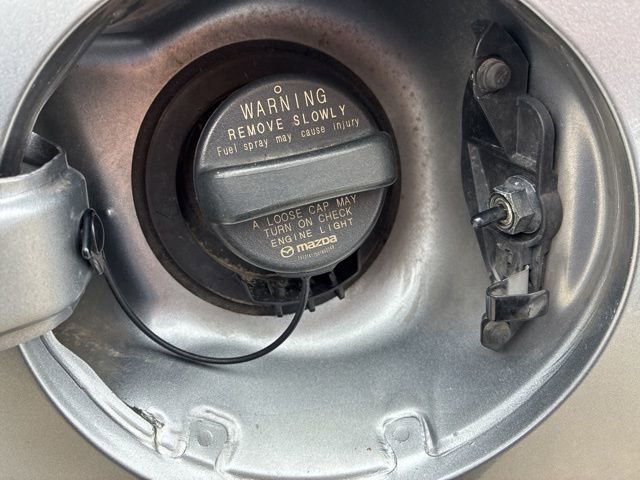 WARNING
REMOVE SLOWLY
Fuel spray may cause injury
A LOOSE CAP MAY
TURN ON CHECK
ENGINE LIGHT
mazda